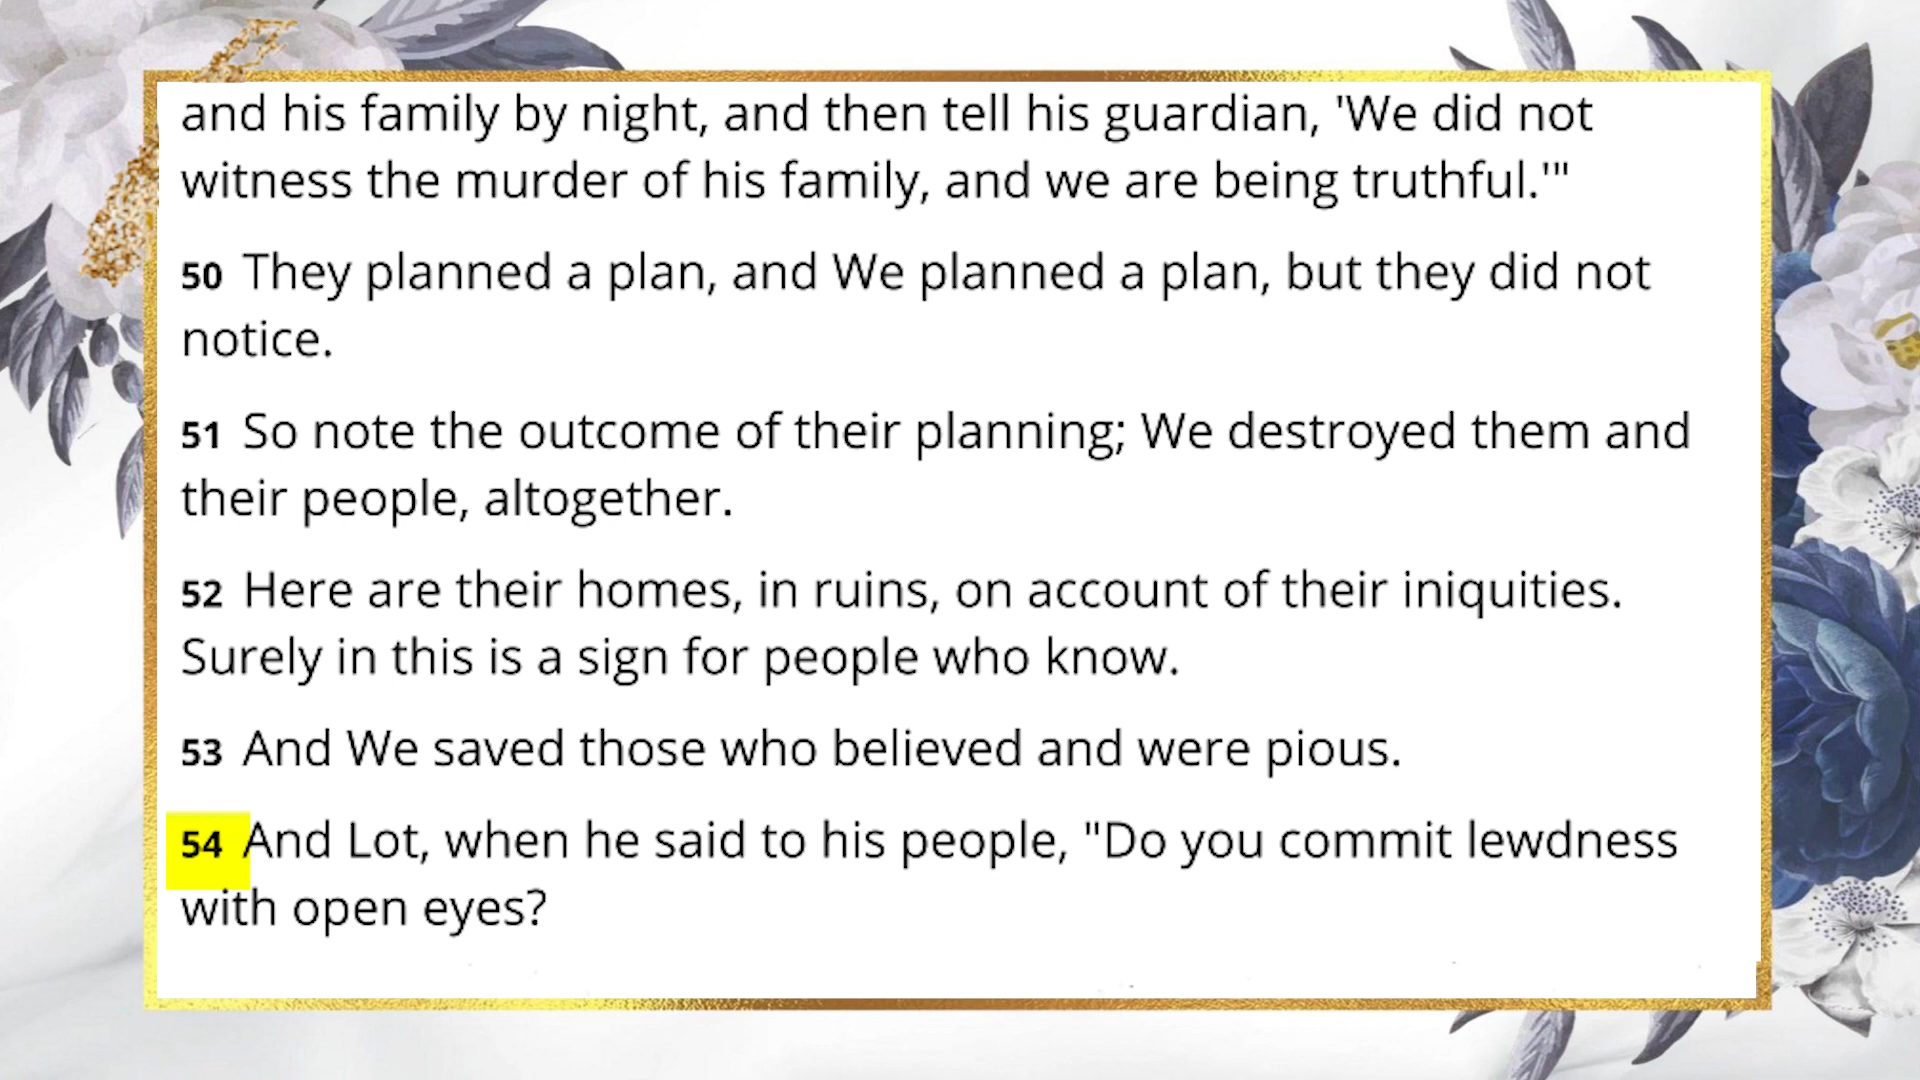 and his family by night, and then tell his guardian, 'We did not
witness the murder of his family, and we are being truthful.'"
50 They planned a plan, and We planned a plan, but they did not
notice.
51 So note the outcome of their planning; We destroyed them and
their people, altogether.
52 Here are their homes, in ruins, on account of their iniquities.
Surely in this is a sign for people who know.
53 And We saved those who believed and were pious.
54 And Lot, when he said to his people, "Do you commit lewdness
with open eyes?